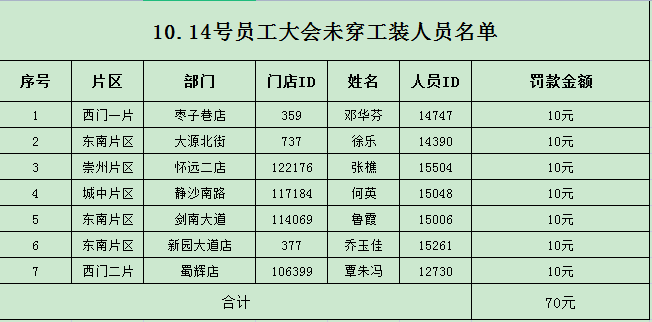 10.14号员工大会未穿工装人员名单
序号 片区 部门 门店ID 姓名 人员ID 罚款金额
1 西门一片 枣子巷店 359 邓华芬 14747 10元
2 东南片区 大源北街 737 徐乐 14390 10元
3 崇州片区 怀远二店 122176 张樵 15504 10元
4 城中片区 静沙南路 117184 何英 15048 10元
5 东南片区 剑南大道 114069 鲁霞 15006 10元
6 东南片区 新园大道店 377 乔玉佳 15261 10元
7 西门二片 蜀辉店 106399 覃朱冯 12730 10元
合计 70元